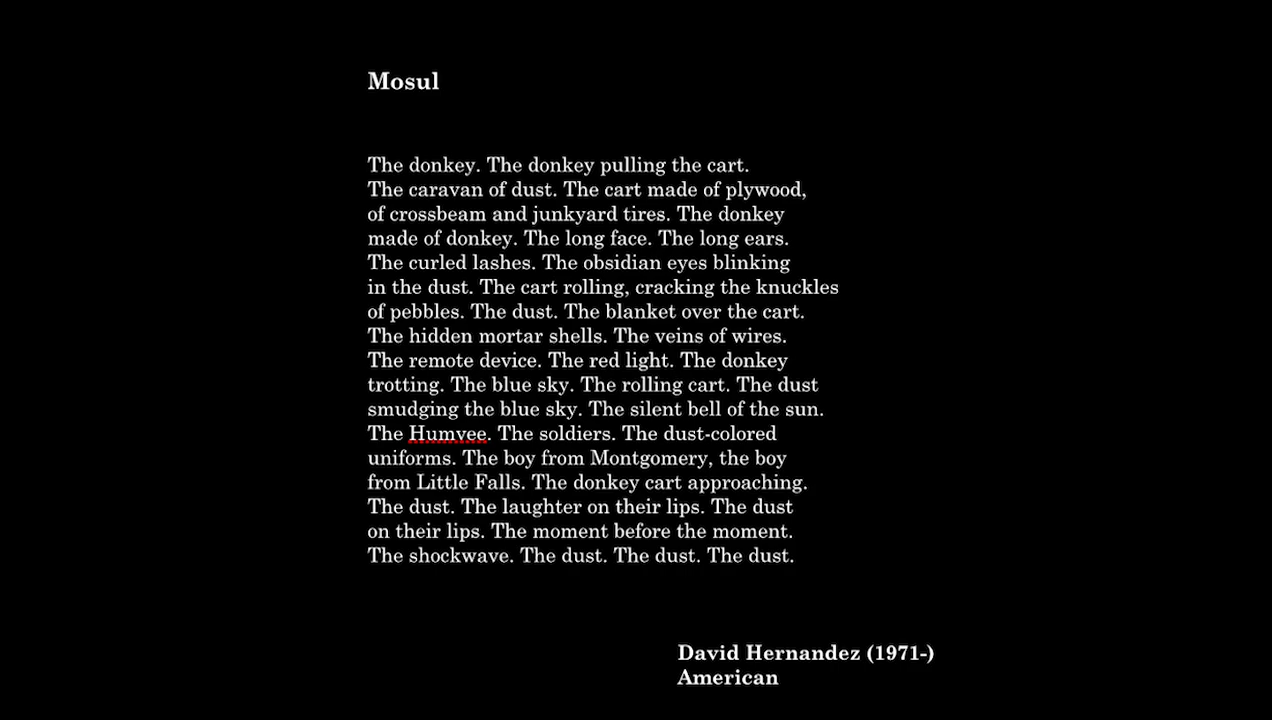 Mosul
The donkey. The donkey pulling the cart.
The caravan of dust. The cart made of plywood,
of crossbeam and junkyard tires. The donkey
made of donkey. The long face. The long ears.
The curled lashes. The obsidian eyes blinking
in the dust. The cart rolling, cracking the knuckles
of pebbles. The dust. The blanket over the cart.
The hidden mortar shells. The veins of wires.
The remote device. The red light. The donkey
trotting. The blue sky. The rolling cart. The dust
smudging the blue sky. The silent bell of the sun.
The Humvee. The soldiers. The dust-colored
uniforms. The boy from Montgomery, the boy
from Little Falls. The donkey cart approaching.
The dust. The laughter on their lips. The dust
on their lips. The moment before the moment.
The shockwave. The dust. The dust. The dust.
David Hernandez (1971-)
American